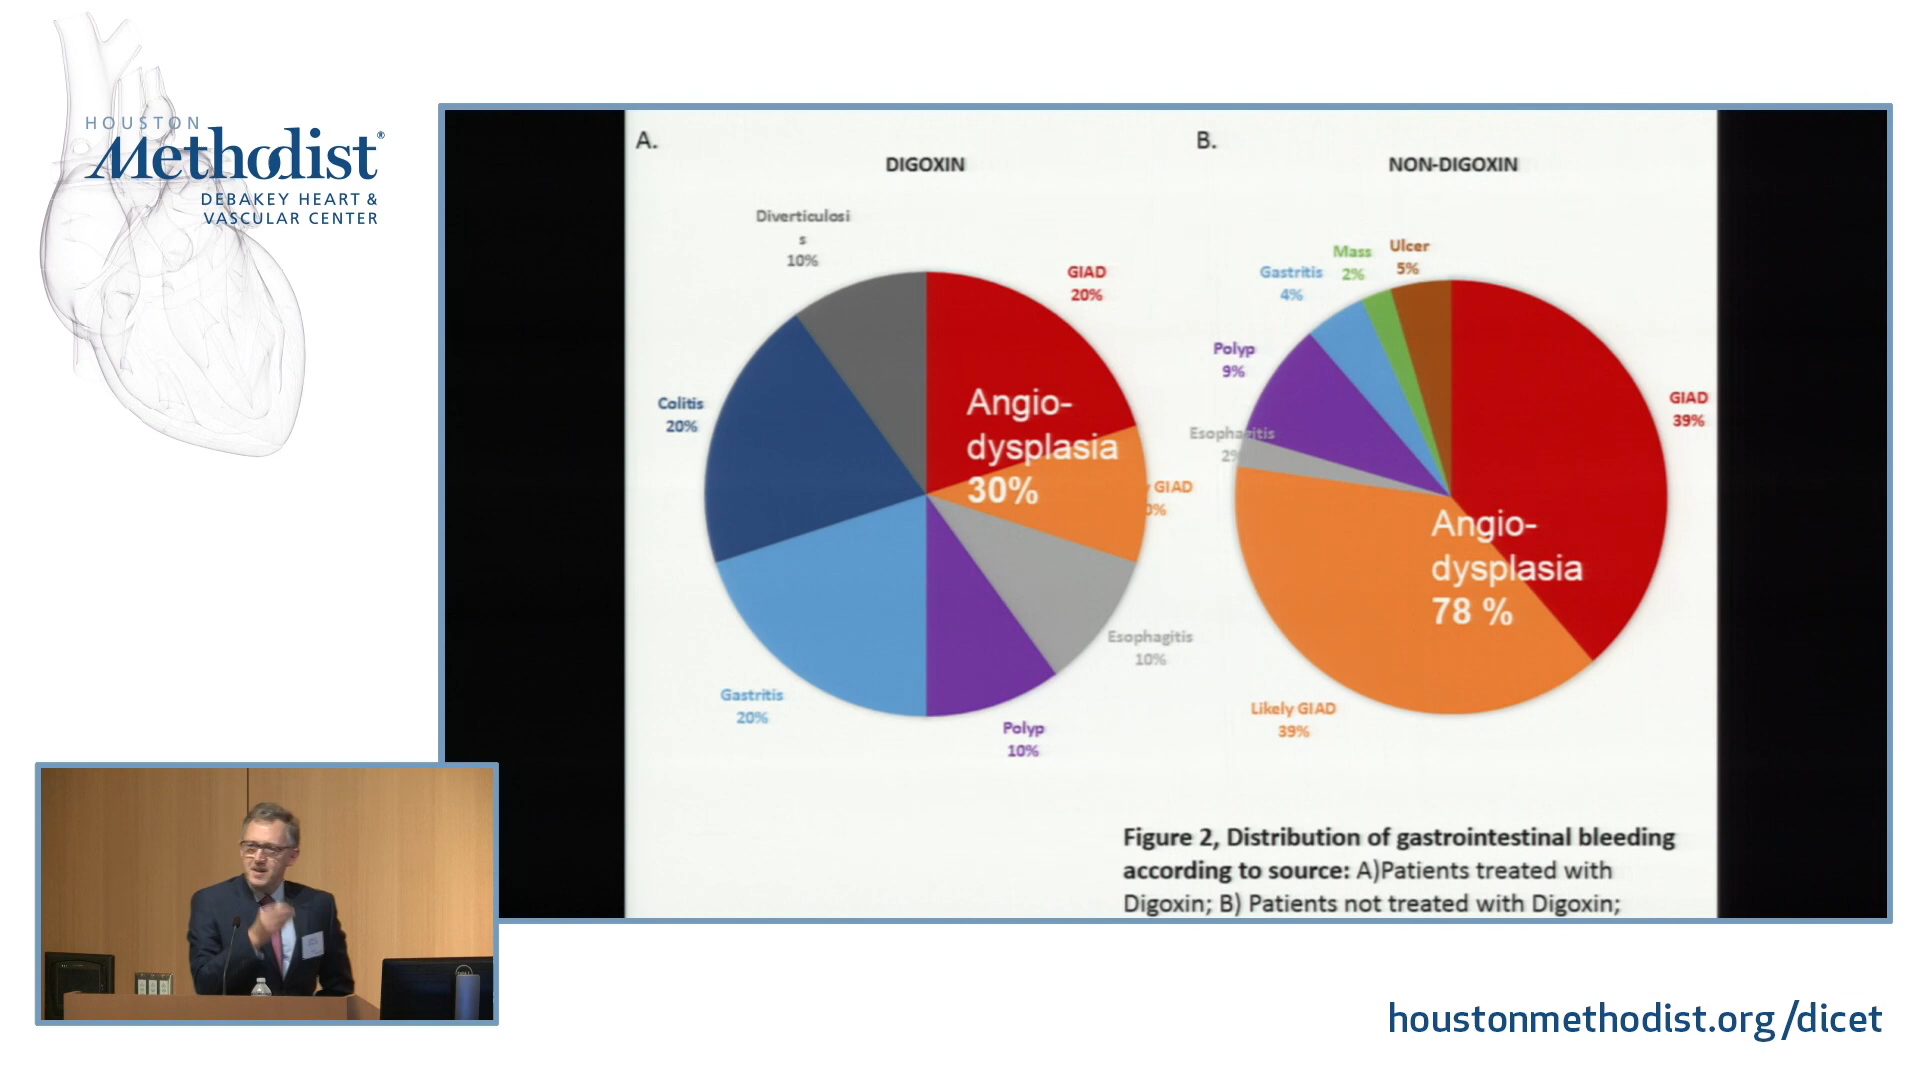 HOUSTON
Methodist®
DEBAKEY HEART &
VASCULAR CENTER
A.
DIGOXIN
Diverticulosi
s
10%
GIAD
20%
Colitis
20%
Angio-
dysplasia
30%
GIAD
0%
Esophagitis
10%
Gastritis
20%
Polyp
10%
B.
NON-DIGOXIN
Mass
2%
Ulcer
5%
Gastritis
4%
Polyp
9%
GIAD
39%
Esophagitis
2%
Angio-
dysplasia
78 %
Likely GIAD
39%
Figure 2, Distribution of gastrointestinal bleeding
according to source: A)Patients treated with
Digoxin; B) Patients not treated with Digoxin;
houstonmethodist.org/dicet